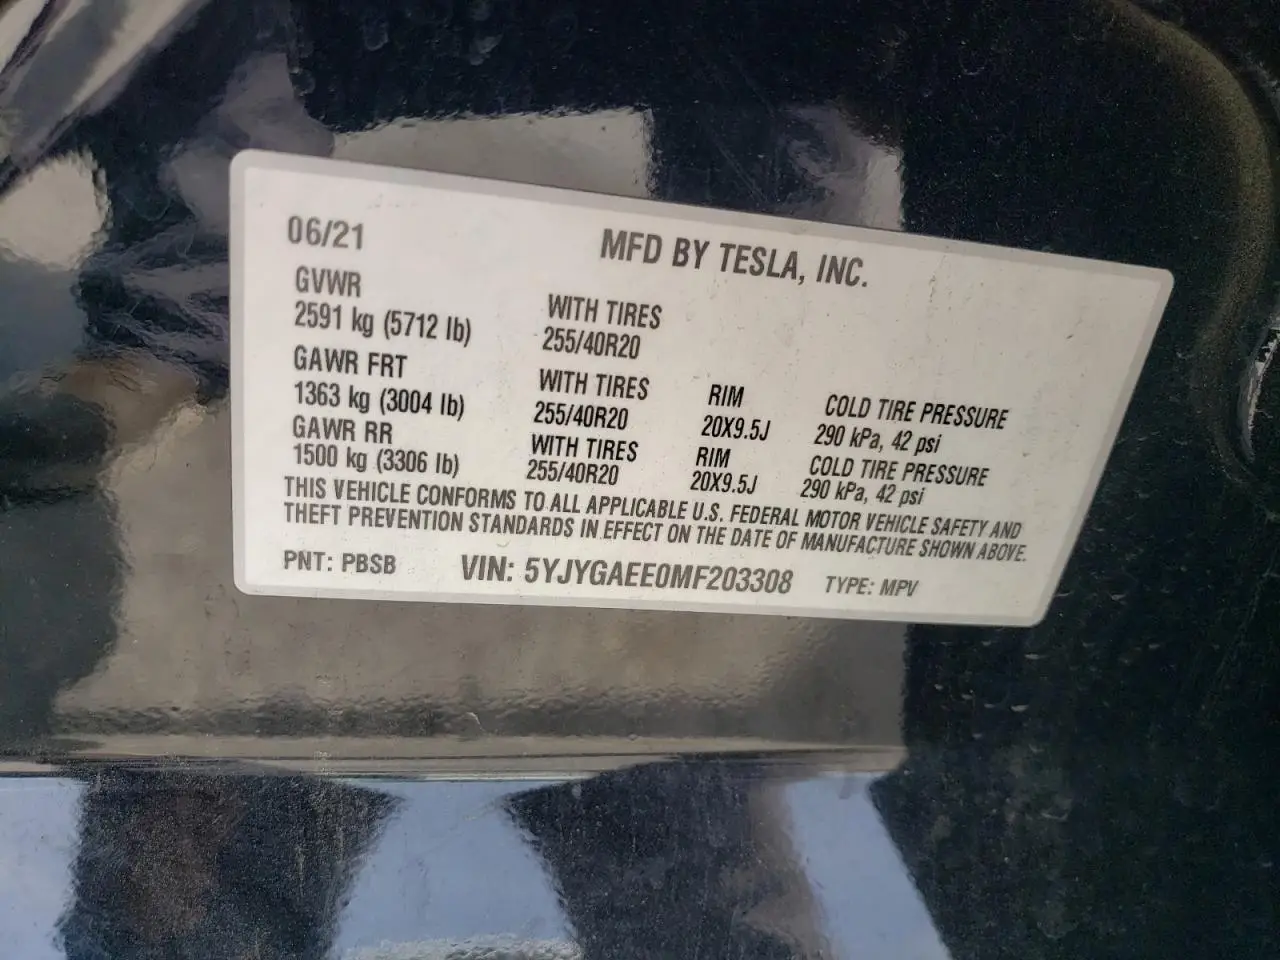 06/21 MFD BY TESLA, INC.
GVWR WITH TIRES
2591 kg (5712 lb) 255/40R20
GAWR FRT WITH TIRES RIM COLD TIRE PRESSURE
1363 kg (3004 lb) 255/40R20 20X9.5J 290 kPa, 42 psi
GAWR RR WITH TIRES RIM COLD TIRE PRESSURE
1500 kg (3306 lb) 255/40R20 20X9.5J 290 kPa, 42 psi
THIS VEHICLE CONFORMS TO ALL APPLICABLE U.S. FEDERAL MOTOR VEHICLE SAFETY AND
THEFT PREVENTION STANDARDS IN EFFECT ON THE DATE OF MANUFACTURE SHOWN ABOVE.
PNT: PBSB VIN: 5YJYGAEE0MF203308 TYPE: MPV